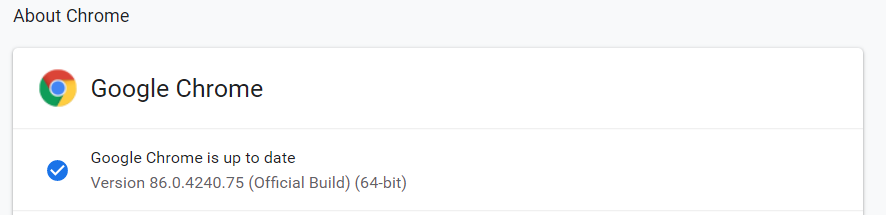 About Chrome
Google Chrome
Google Chrome is up to date
Version 86.0.4240.75 (Official Build) (64-bit)